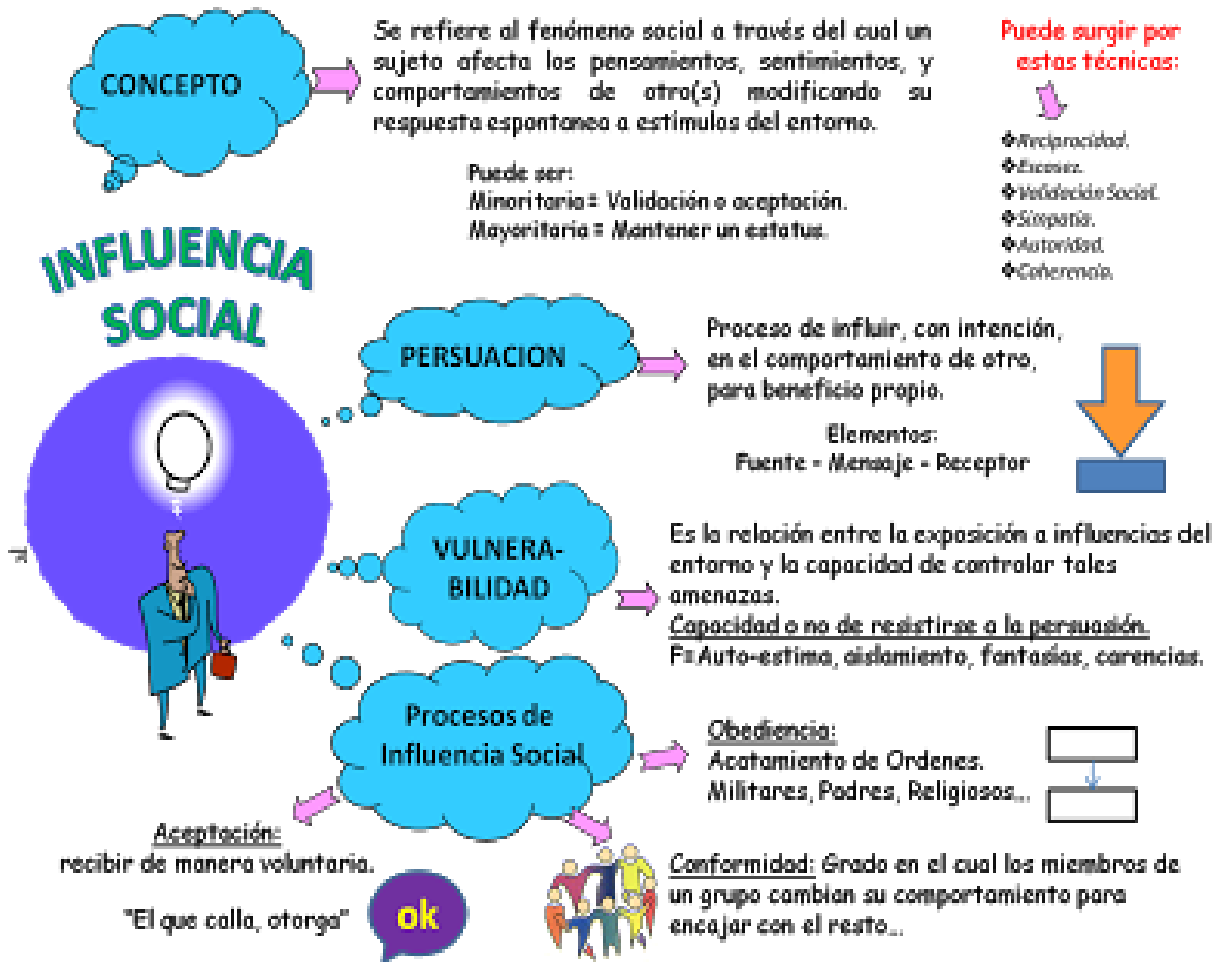 CONCEPTO
Se refiere al fenómeno social a través del cual un
sujeto afecta los pensamientos, sentimientos, y
comportamientos de otro(s) modificando su
respuesta espontanea a estímulos del entorno.
Puede ser:
Minoritaria = Validación o aceptación.
Mayoritaria = Mantener un estatus.
Puede surgir por
estas técnicas:
❖Reciprocidad.
❖Escasez.
❖Validación Social.
❖Simpatía.
❖Autoridad.
❖Coherencia.
INFLUENCIA
SOCIAL
PERSUACION
Proceso de influir, con intención,
en el comportamiento de otro,
para beneficio propio.
Elementos:
Fuente - Mensaje - Receptor
VULNERA-
BILIDAD
Es la relación entre la exposición a influencias del
entorno y la capacidad de controlar tales
amenazas.
Capacidad o no de resistirse a la persuasión.
F= Auto-estima, aislamiento, fantasías, carencias.
Procesos de
Influencia Social
Obediencia:
Acatamiento de Ordenes.
Militares, Padres, Religiosos...
Aceptación:
recibir de manera voluntaria.
"El que calla, otorga"
ok
Conformidad: Grado en el cual los miembros de
un grupo cambian su comportamiento para
encajar con el resto...